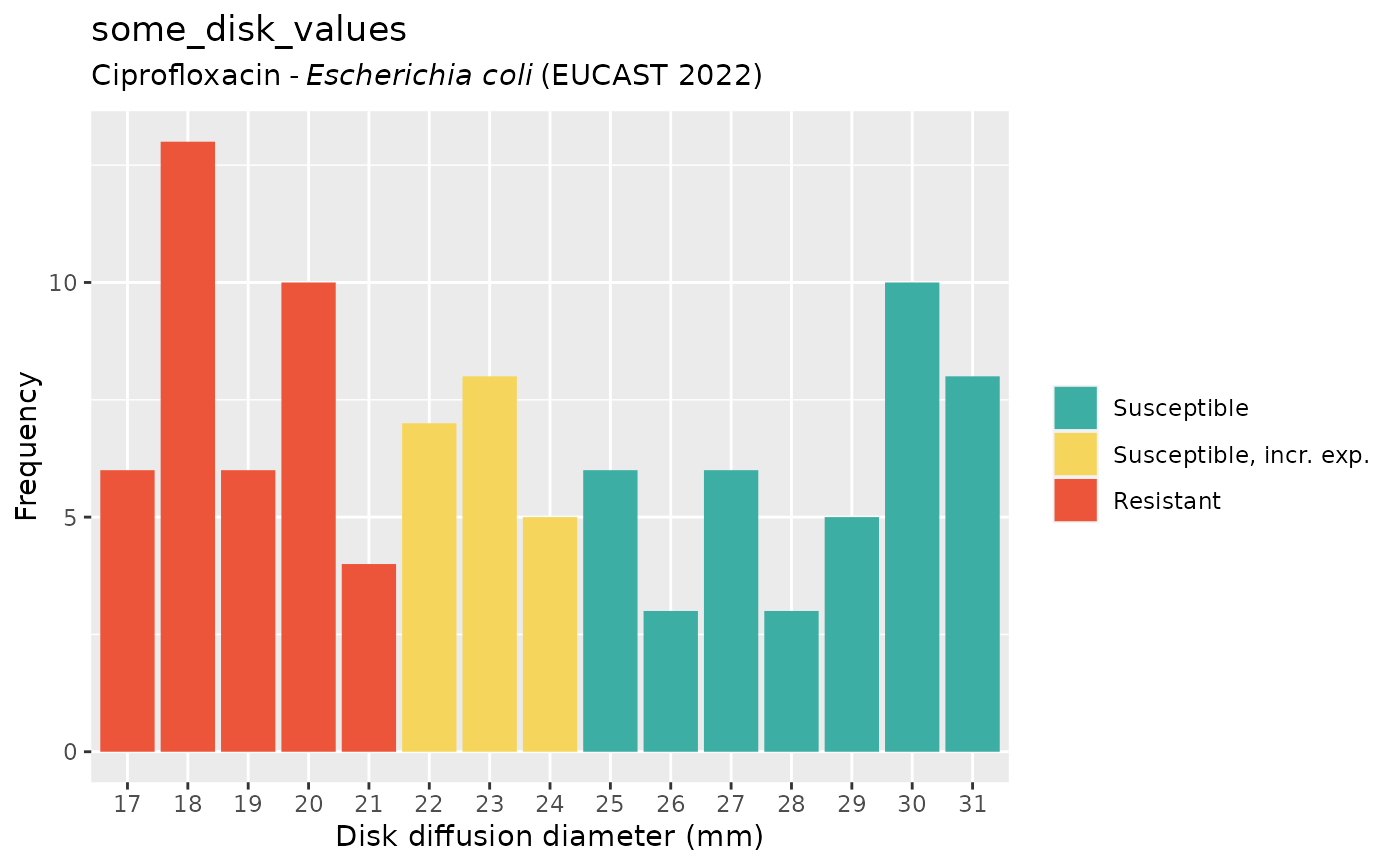 some_disk_values
Ciprofloxacin - Escherichia coli (EUCAST 2022)
Frequency
10
5
0
17 18 19 20 21 22 23 24 25 26 27 28 29 30 31
Disk diffusion diameter (mm)
Susceptible
Susceptible, incr. exp.
Resistant